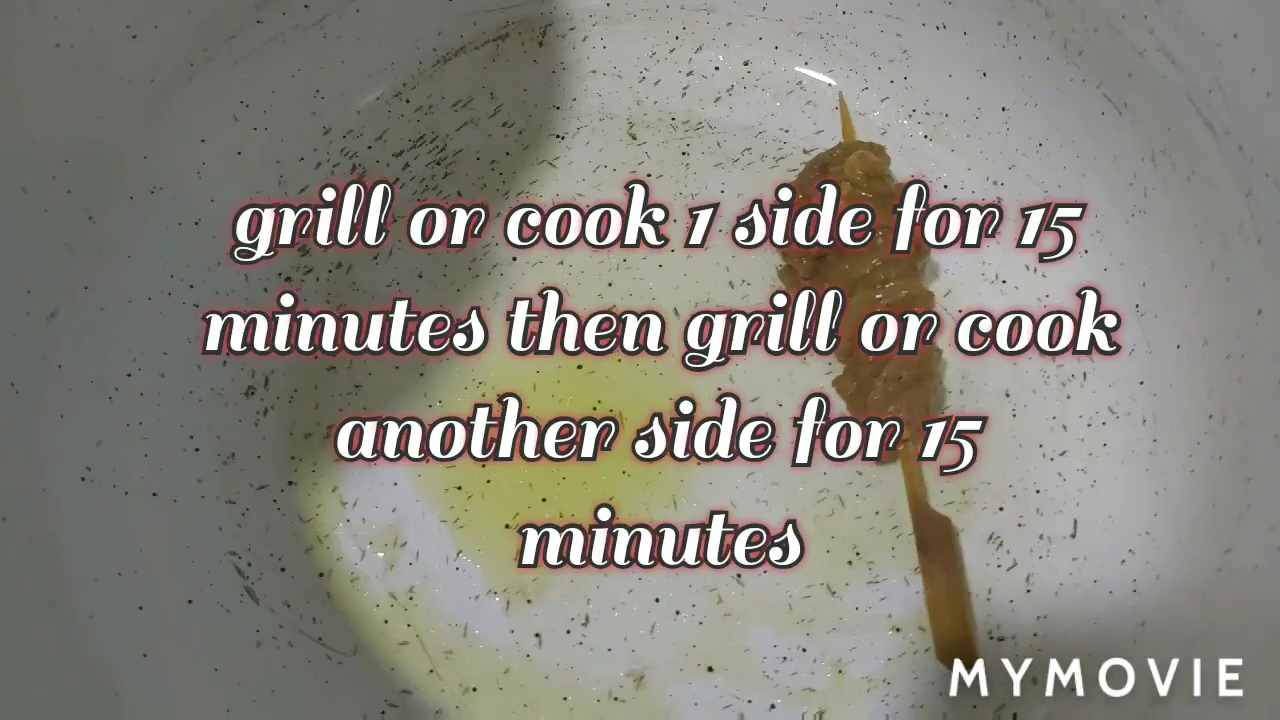 grill or cook 1 side for 15
minutes then grill or cook
another side for 15
minutes
MYMOVIE